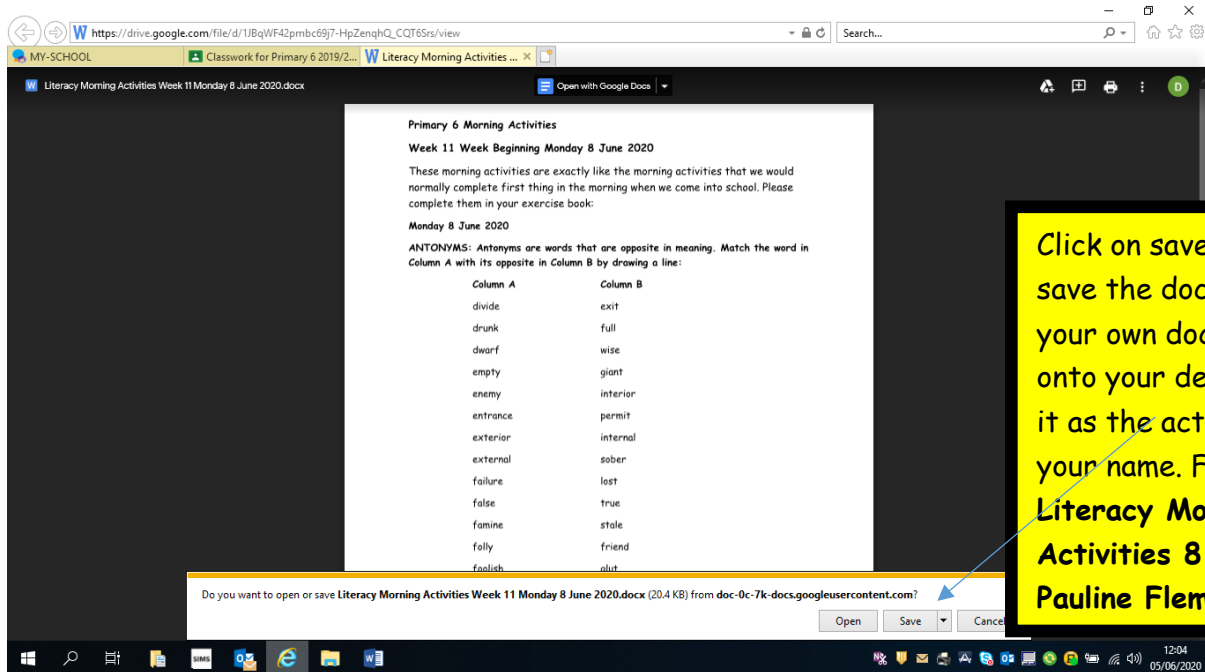 https://drive.google.com/file/d/1JBqWF42pmbc69j7-HpZenqhQ_CQT6Srs/view
Search...
MY-SCHOOL
Classwork for Primary 6 2019/2...
Literacy Morning Activities ...
Literacy Morning Activities Week 11 Monday 8 June 2020.docx
Open with Google Docs
D
Primary 6 Morning Activities
Week 11 Week Beginning Monday 8 June 2020
These morning activities are exactly like the morning activities that we would
normally complete first thing in the morning when we come into school. Please
complete them in your exercise book:
Monday 8 June 2020
ANTONYMS: Antonyms are words that are opposite in meaning. Match the word in
Column A with its opposite in Column B by drawing a line:
Column A Column B
divide exit
drunk full
dwarf wise
empty giant
enemy interior
entrance permit
exterior internal
external sober
failure lost
false true
famine stale
folly friend
foolish glut
Click on save
save the doc
your own doc
onto your de
it as the act
your name. F
Literacy Mo
Activities 8
Pauline Flem
Do you want to open or save Literacy Morning Activities Week 11 Monday 8 June 2020.docx (20.4 KB) from doc-0c-7k-docs.googleusercontent.com?
Open Save Cancel
SIMS
12:04
05/06/2020